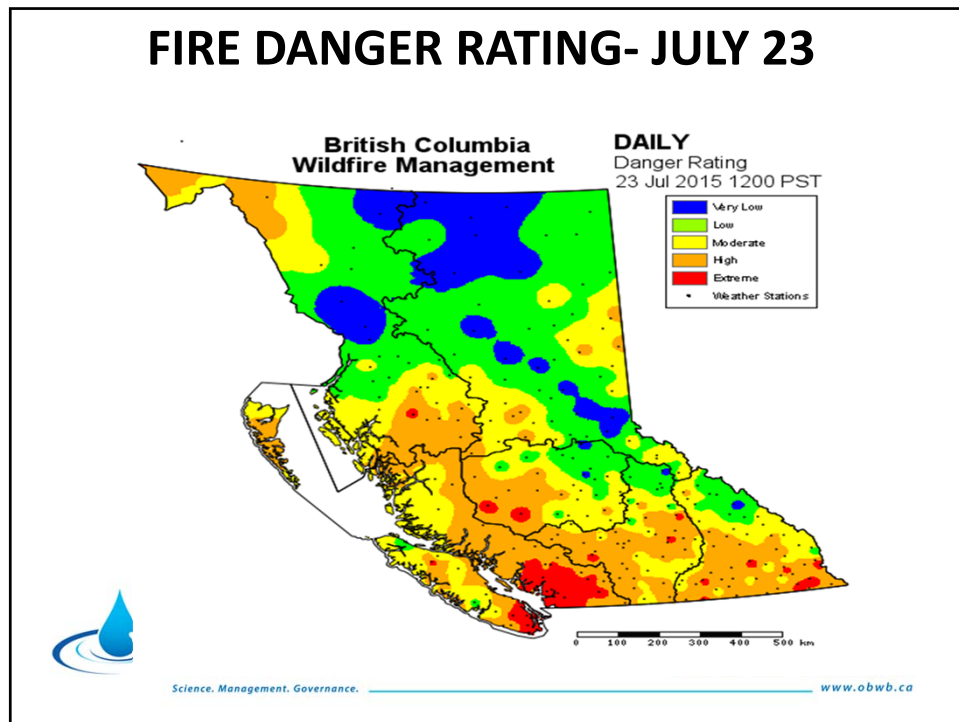 FIRE DANGER RATING- JULY 23
British Columbia
Wildfire Management
DAILY
Danger Rating
23 Jul 2015 1200 PST
Very Low
Low
Moderate
High
Extreme
Weather Stations
0 100 200 300 400 500 km
Science. Management. Governance.
www.obwb.ca